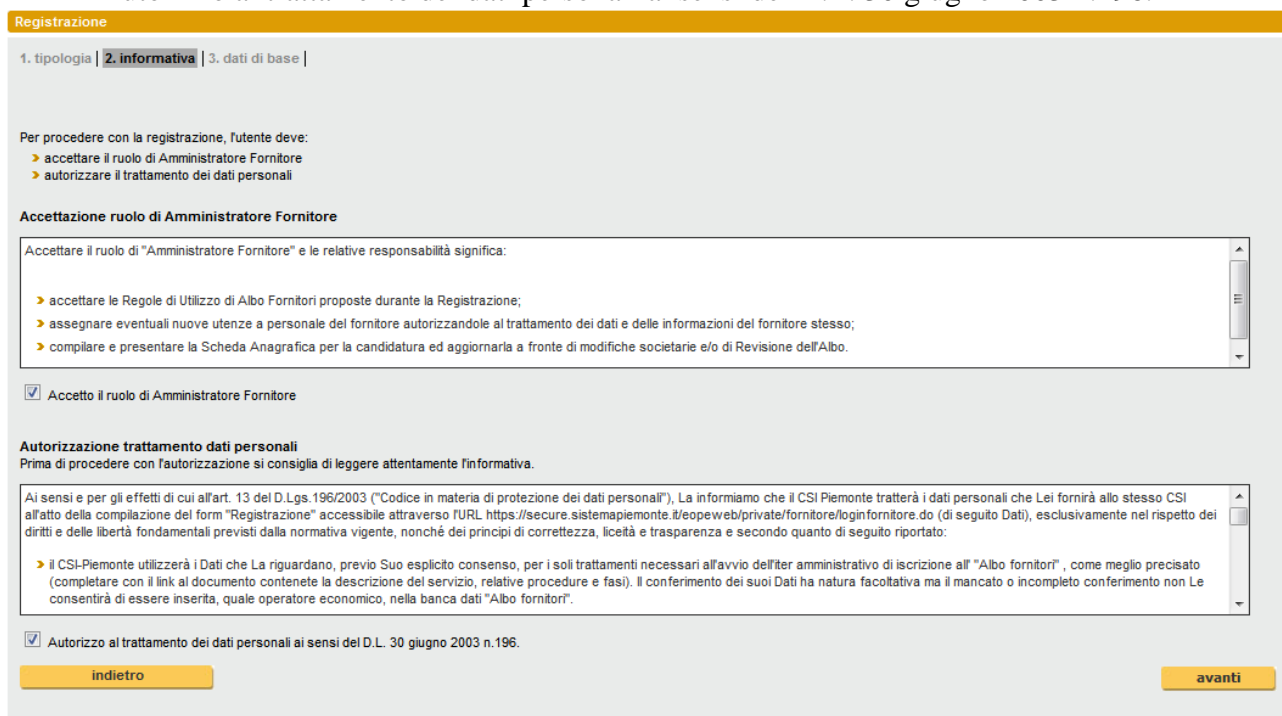 Registrazione
1. tipologia | 2. informativa | 3. dati di base |
Per procedere con la registrazione, l'utente deve:
accettare il ruolo di Amministratore Fornitore
autorizzare il trattamento dei dati personali
Accettazione ruolo di Amministratore Fornitore
Accettare il ruolo di "Amministratore Fornitore" e le relative responsabilità significa:
accettare le Regole di Utilizzo di Albo Fornitori proposte durante la Registrazione;
assegnare eventuali nuove utenze a personale del fornitore autorizzandole al trattamento dei dati e delle informazioni del fornitore stesso;
compilare e presentare la Scheda Anagrafica per la candidatura ed aggiornarla a fronte di modifiche societarie e/o di Revisione dell'Albo.
Accetto il ruolo di Amministratore Fornitore
Autorizzazione trattamento dati personali
Prima di procedere con l'autorizzazione si consiglia di leggere attentamente l'informativa.
Ai sensi e per gli effetti di cui all'art. 13 del D.Lgs.196/2003 ("Codice in materia di protezione dei dati personali"), La informiamo che il CSI Piemonte tratterà i dati personali che Lei fornirà allo stesso CSI
all'atto della compilazione del form "Registrazione" accessibile attraverso l'URL https://secure.sistemapiemonte.it/eopeweb/private/fornitore/loginfornitore.do (di seguito Dati), esclusivamente nel rispetto dei
diritti e delle libertà fondamentali previsti dalla normativa vigente, nonché dei principi di correttezza, liceità e trasparenza e secondo quanto di seguito riportato:
il CSI-Piemonte utilizzerà i Dati che La riguardano, previo Suo esplicito consenso, per i soli trattamenti necessari all'avvio dell'iter amministrativo di iscrizione all' "Albo fornitori" , come meglio precisato
(completare con il link al documento contenete la descrizione del servizio, relative procedure e fasi). Il conferimento dei suoi Dati ha natura facoltativa ma il mancato o incompleto conferimento non Le
consentirà di essere inserita, quale operatore economico, nella banca dati "Albo fornitori".
Autorizzo al trattamento dei dati personali ai sensi del D.L. 30 giugno 2003 n.196.
indietro
avanti